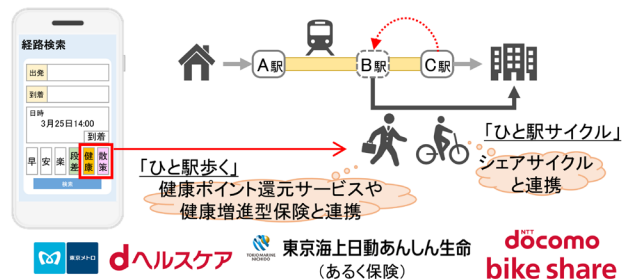 経路検索
出発
到着
日時
3月25日14:00
到着
早 安 楽 段差 健康 散策
検索
A駅
B駅
C駅
「ひと駅歩く」
健康ポイント還元サービスや
健康増進型保険と連携
「ひと駅サイクル」
シェアサイクル
と連携
東京メトロ
dヘルスケア
TOKIO MARINE
NICHIDO
東京海上日動あんしん生命
(あるく保険)
NTT
docomo
bike share